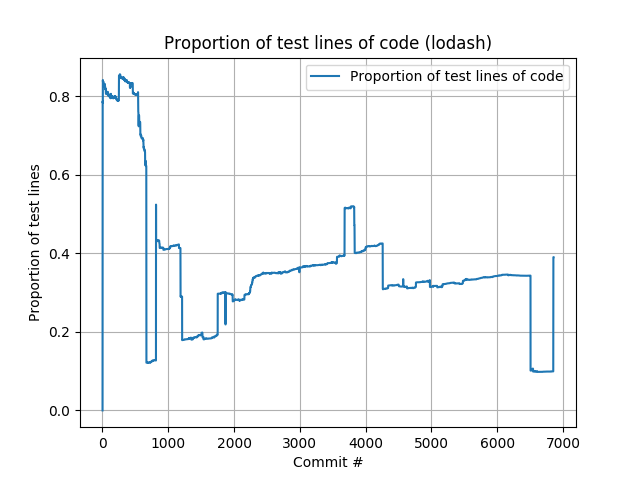 Proportion of test lines of code (lodash)
Proportion of test lines of code
0.8
0.6
0.4
0.2
0.0
Proportion of test lines
0 1000 2000 3000 4000 5000 6000 7000
Commit #